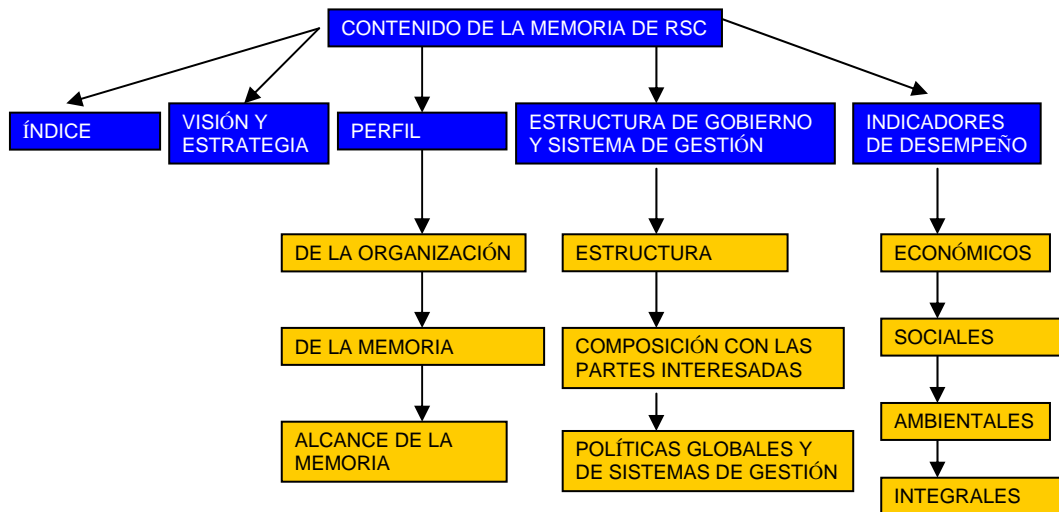 CONTENIDO DE LA MEMORIA DE RSC
ÍNDICE
VISIÓN Y
ESTRATEGIA
PERFIL
ESTRUCTURA DE GOBIERNO
Y SISTEMA DE GESTIÓN
INDICADORES
DE DESEMPEÑO
DE LA ORGANIZACIÓN
ESTRUCTURA
ECONÓMICOS
DE LA MEMORIA
COMPOSICIÓN CON LAS
PARTES INTERESADAS
SOCIALES
ALCANCE DE LA
MEMORIA
POLÍTICAS GLOBALES Y
DE SISTEMAS DE GESTIÓN
AMBIENTALES
INTEGRALES